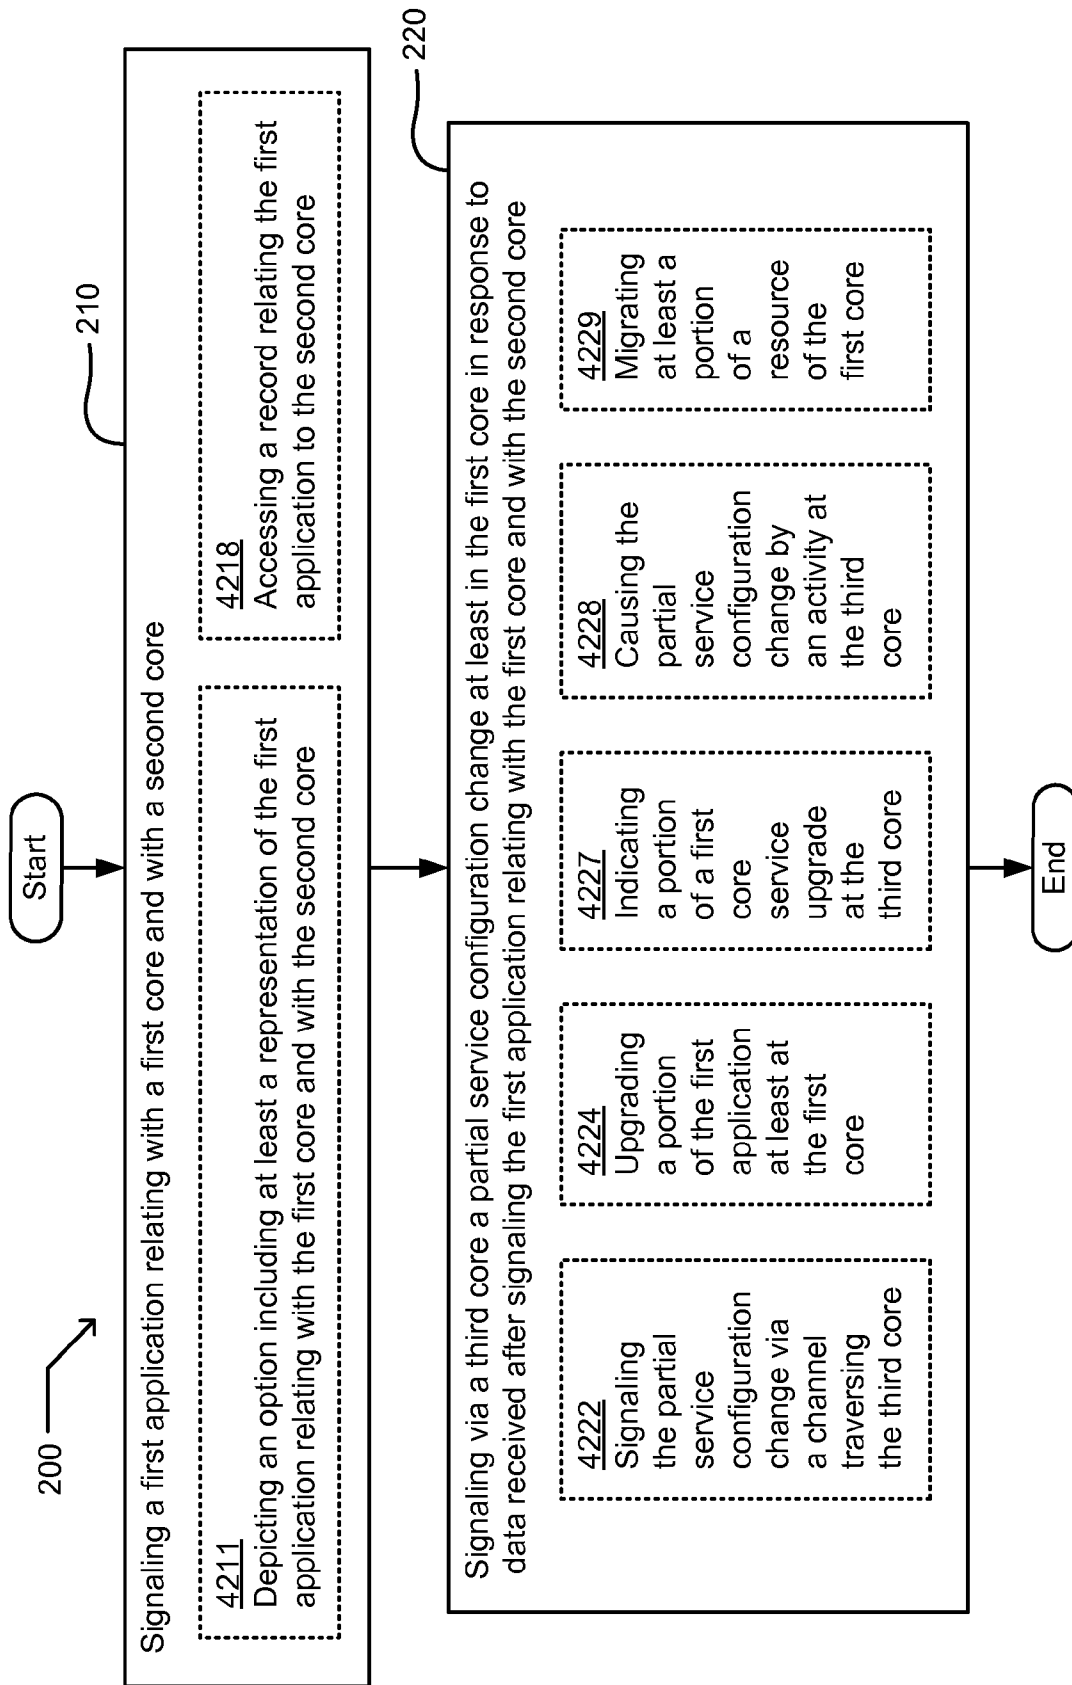 200
Start
210
Signaling a first application relating with a first core and with a second core
4211
Depicting an option including at least a representation of the first
application relating with the first core and with the second core
4218
Accessing a record relating the first
application to the second core
220
Signaling via a third core a partial service configuration change at least in the first core in response to
data received after signaling the first application relating with the first core and with the second core
4222
Signaling
the partial
service
configuration
change via
a channel
traversing
the third core
4224
Upgrading
a portion
of the first
application
at least at
the first
core
4227
Indicating
a portion
of a first
core
service
upgrade
at the
third core
4228
Causing the
partial
service
configuration
change by
an activity at
the third
core
4229
Migrating
at least a
portion
of a
resource
of the
first core
End